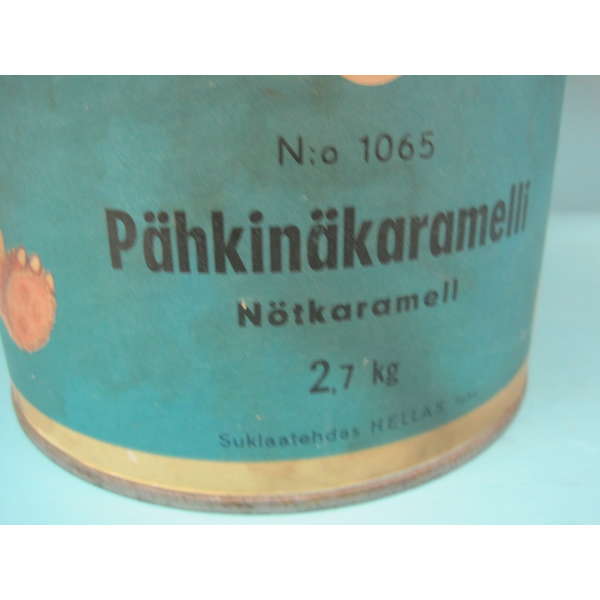 N:o 1065
Pähkinäkaramelli
Nötkaramell
2,7 kg
Suklaatehdas HELLAS